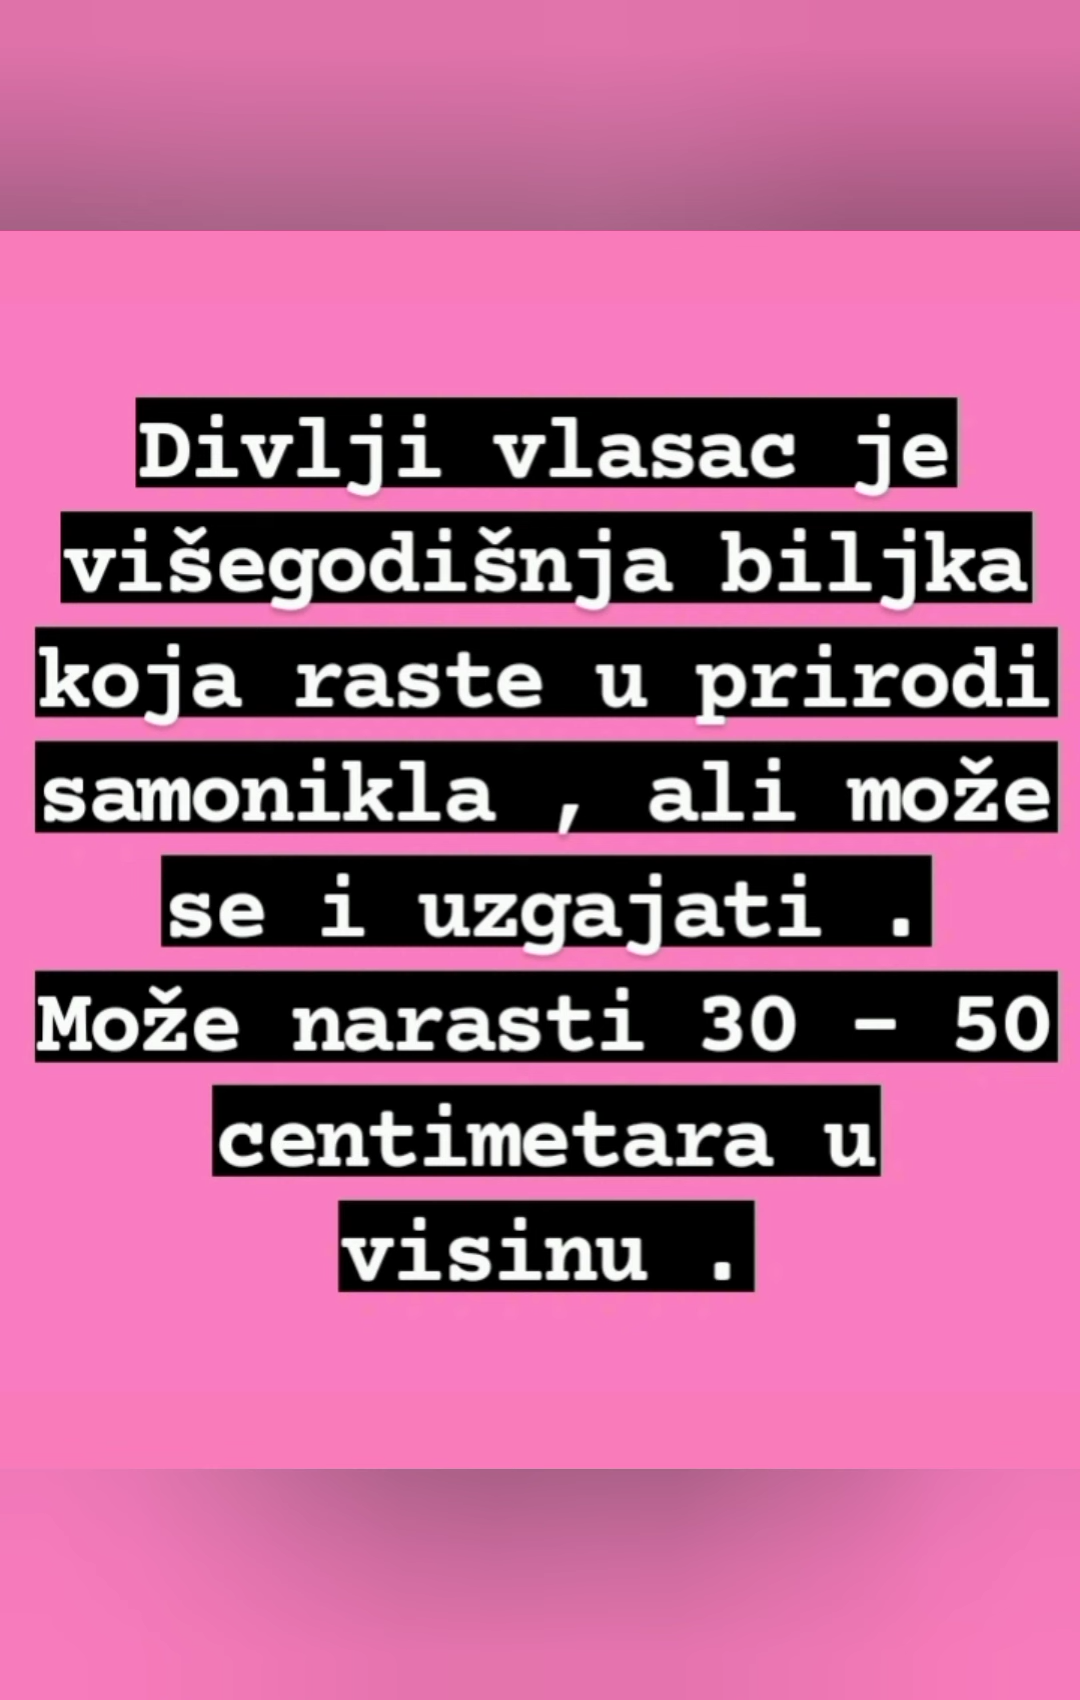 Divlji vlasac je
višegodišnja biljka
koja raste u prirodi
samonikla , ali može
se i uzgajati .
Može narasti 30 - 50
centimetara u
visinu .